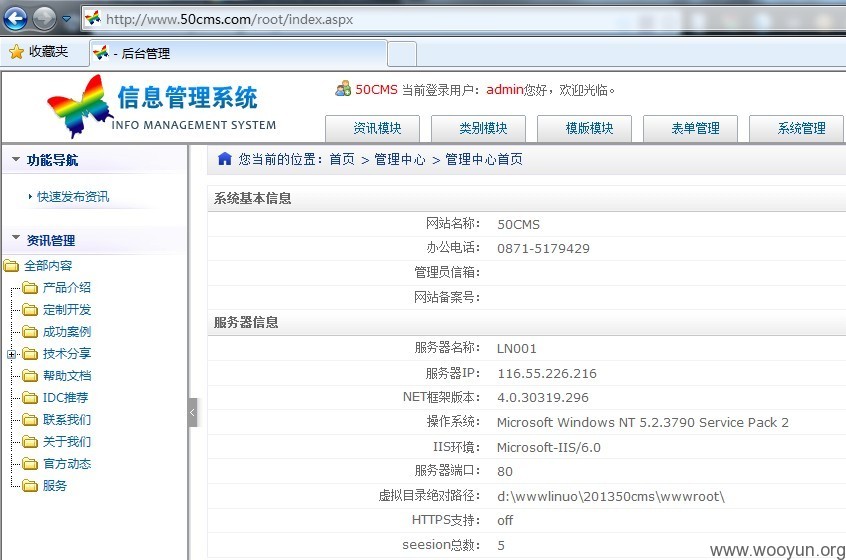 http://www.50cms.com/root/index.aspx
收藏夹
- 后台管理
信息管理系统
INFO MANAGEMENT SYSTEM
50CMS 当前登录用户：admin您好，欢迎光临。
资讯模块 类别模块 模版模块 表单管理 系统管理
功能导航
快速发布资讯
资讯管理
全部内容
产品介绍
定制开发
成功案例
技术分享
帮助文档
IDC推荐
联系我们
关于我们
官方动态
服务
您当前的位置：首页 > 管理中心 > 管理中心首页
系统基本信息
网站名称： 50CMS
办公电话： 0871-5179429
管理员信箱：
网站备案号：
服务器信息
服务器名称： LN001
服务器IP： 116.55.226.216
NET框架版本： 4.0.30319.296
操作系统： Microsoft Windows NT 5.2.3790 Service Pack 2
IIS环境： Microsoft-IIS/6.0
服务器端口： 80
虚拟目录绝对路径： d:\wwwlinuo\201350cms\wwwroot\
HTTPS支持： off
seesion总数： 5
www.wooyun.org